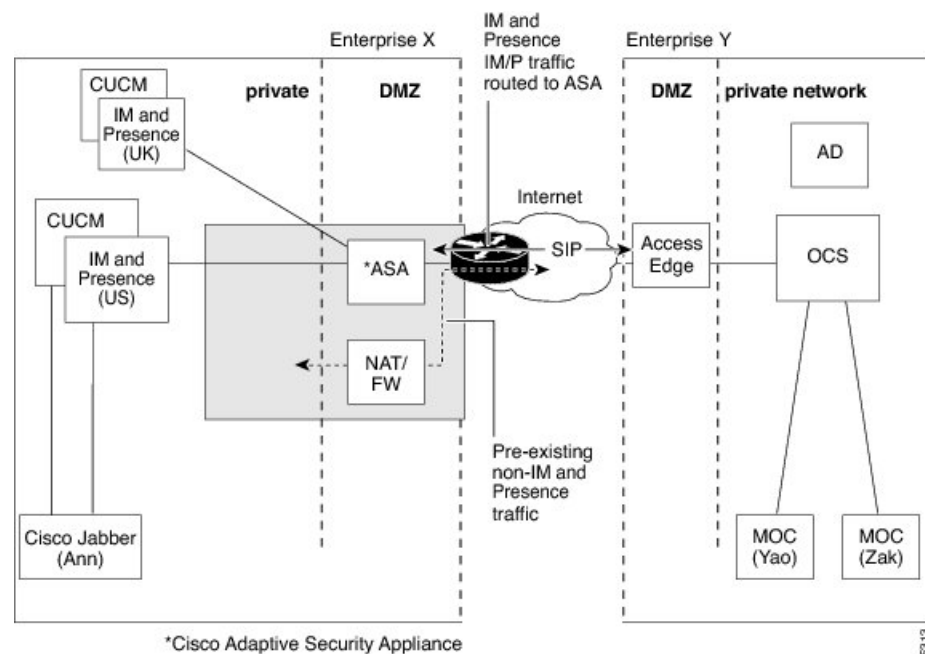 IM and
Presence
IM/P traffic
routed to ASA
Enterprise X
Enterprise Y
CUCM
IM and
Presence
(UK)
private
DMZ
DMZ
private network
AD
Internet
CUCM
IM and
Presence
(US)
*ASA
SIP
Access
Edge
OCS
NAT/
FW
Pre-existing
non-IM and
Presence
traffic
Cisco Jabber
(Ann)
MOC
(Yao)
MOC
(Zak)
*Cisco Adaptive Security Appliance